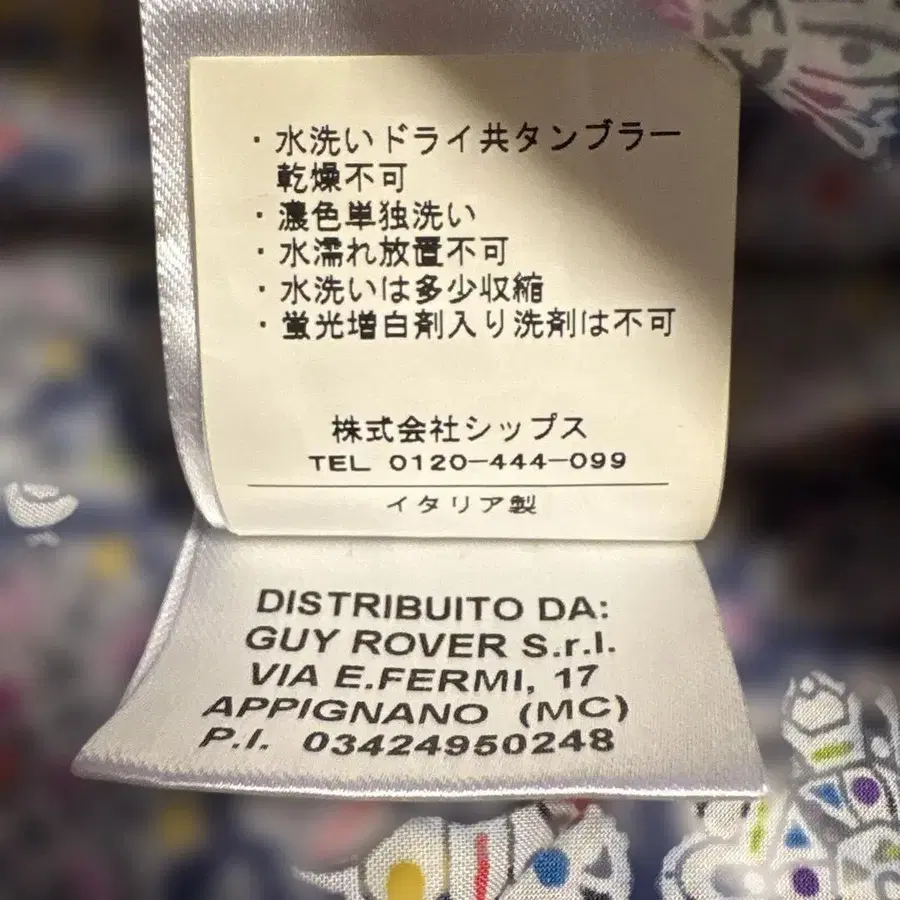 ・水洗いドライ共タンブラー
乾燥不可
・濃色単独洗い
・水濡れ放置不可
・水洗いは多少収縮
・蛍光増白剤入り洗剤は不可
株式会社シップス
TEL 0120-444-099
イタリア製
DISTRIBUITO DA:
GUY ROVER S.r.l.
VIA E.FERMI, 17
APPIGNANO (MC)
P.I. 03424950248